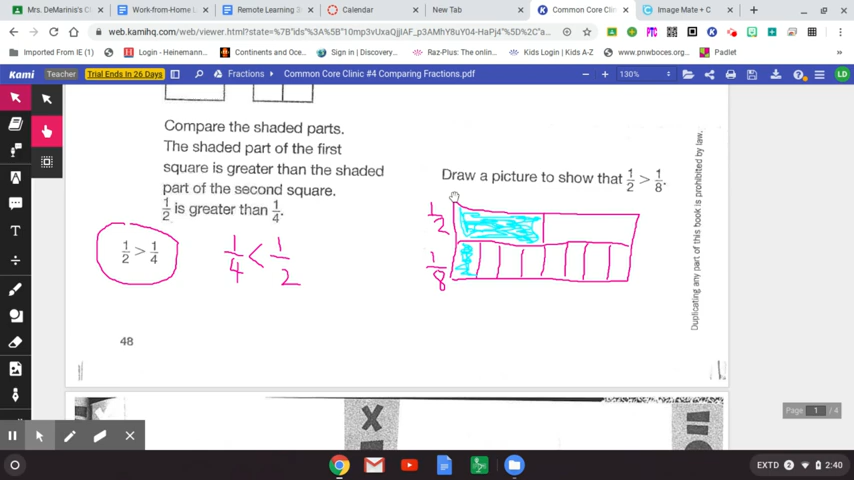 Mrs. DeMarinis's Cla
Work-from-Home L
Remote Learning 2
Calendar
New Tab
Common Core Clin
Image Mate + C
web.kamihq.com/web/viewer.html?state=%7B"ids"%3A%5B"10mp3vUxaQjjlAF_p3AMhY8uY04-HaPj4"%5D%2C"a
Imported From IE (1)
Login - Heinemann
Continents and Oce
Sign in | Discovery
Raz-Plus: The onlin
Kids Login | Kids A-Z
www.pnwboces.org
Padlet
Kami
Teacher
Trial Ends In 26 Days
Fractions
Common Core Clinic #4 Comparing Fractions.pdf
130%
LD
Compare the shaded parts.
The shaded part of the first
square is greater than the shaded
part of the second square.
1/2 is greater than 1/4.
1/2 > 1/4
1/4 < 1/2
48
Draw a picture to show that 1/2 > 1/8.
1/2
1/8
Duplicating any part of this book is prohibited by law.
Page 1 / 4
EXTD 2 2:40